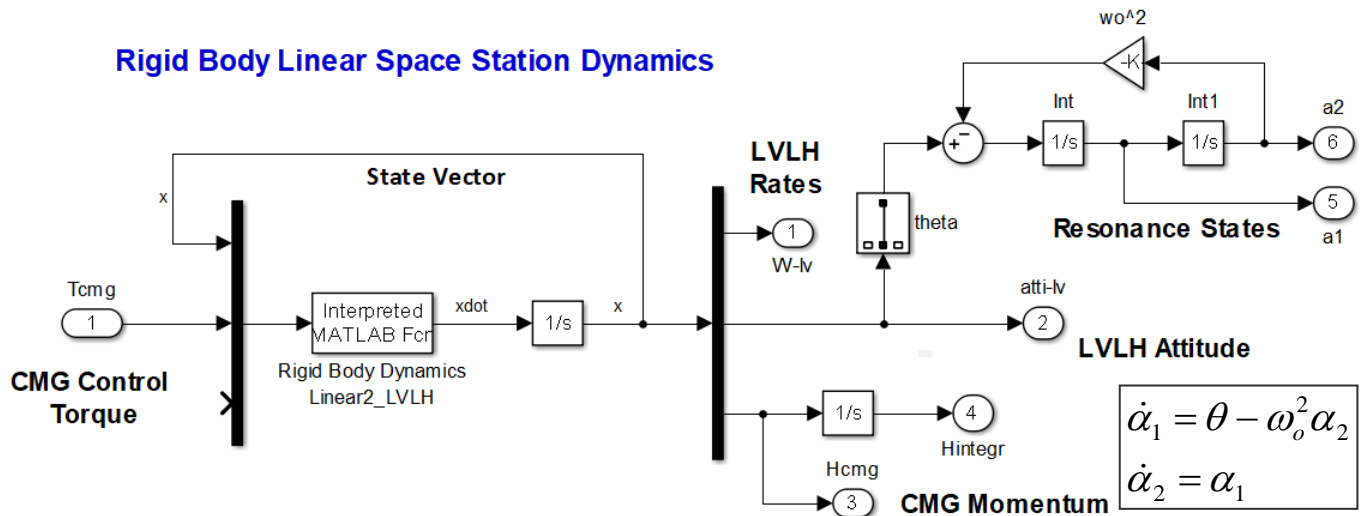 wo^2
Rigid Body Linear Space Station Dynamics
-K
Int
Int1
a2
LVLH
Rates
+
−
1/s
1/s
6
State Vector
x
theta
Resonance States
5
a1
1
W-lv
Tcmg
1
Interpreted
MATLAB Fcn
xdot
1/s
x
atti-lv
2
CMG Control
Torque
Rigid Body Dynamics
Linear2_LVLH
LVLH Attitude
1/s
4
Hintegr
Hcmg
3
CMG Momentum
α̇₁ = θ − ωₒ²α₂
α̇₂ = α₁